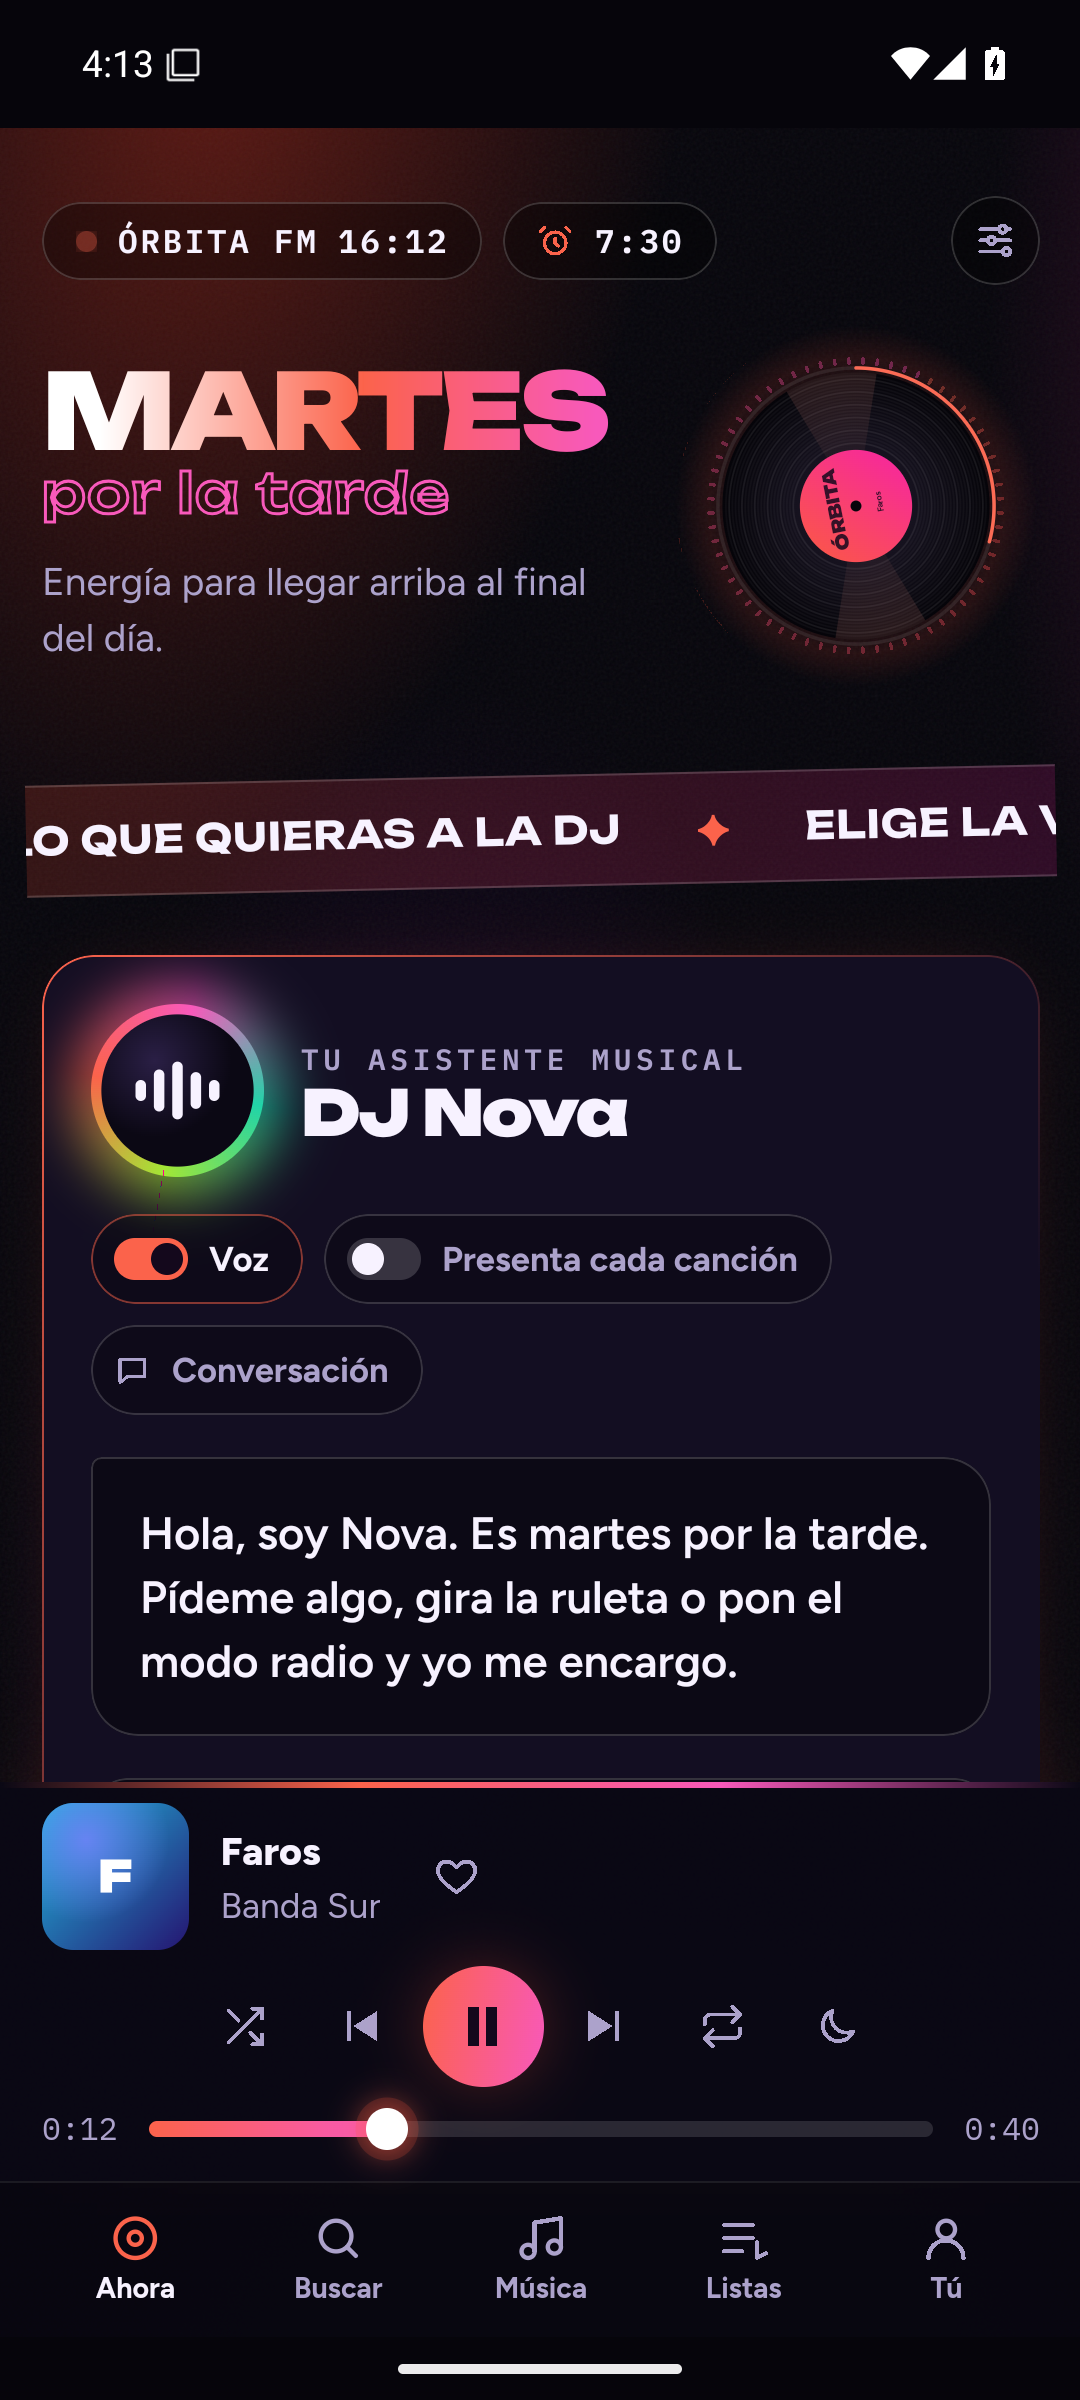 4:13
ÓRBITA FM 16:12
7:30
MARTES
por la tarde
Energía para llegar arriba al final
del día.
ÓRBITA
Faros
LO QUE QUIERAS A LA DJ
ELIGE LA
TU ASISTENTE MUSICAL
DJ Nova
Voz
Presenta cada canción
Conversación
Hola, soy Nova. Es martes por la tarde.
Pídeme algo, gira la ruleta o pon el
modo radio y yo me encargo.
F
Faros
Banda Sur
0:12
0:40
Ahora
Buscar
Música
Listas
Tú